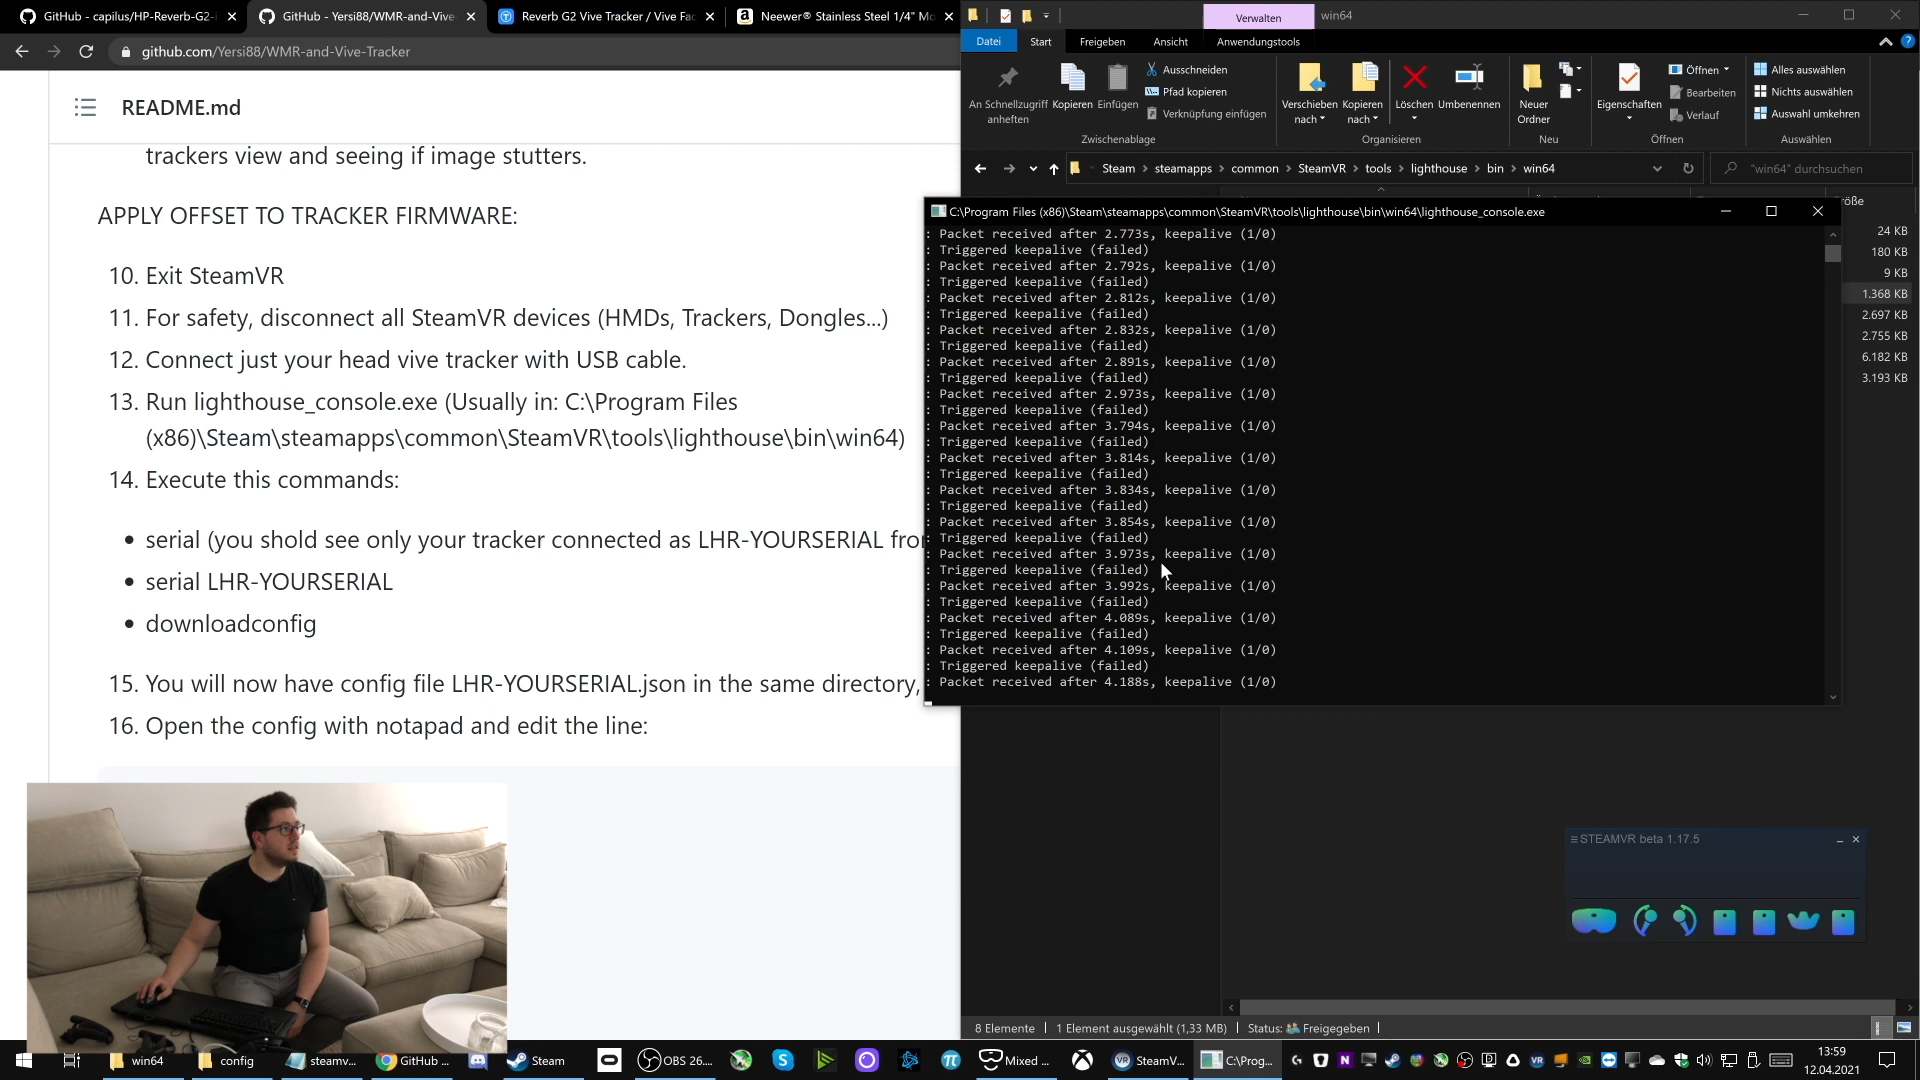 GitHub - capilus/HP-Reverb-G2-
GitHub - Yersi88/WMR-and-Vive-
Reverb G2 Vive Tracker / Vive Fac
Neewer® Stainless Steel 1/4" Mo
github.com/Yersi88/WMR-and-Vive-Tracker
README.md
trackers view and seeing if image stutters.
APPLY OFFSET TO TRACKER FIRMWARE:
10. Exit SteamVR
11. For safety, disconnect all SteamVR devices (HMDs, Trackers, Dongles...)
12. Connect just your head vive tracker with USB cable.
13. Run lighthouse_console.exe (Usually in: C:\Program Files
(x86)\Steam\steamapps\common\SteamVR\tools\lighthouse\bin\win64)
14. Execute this commands:
serial (you shold see only your tracker connected as LHR-YOURSERIAL fro
serial LHR-YOURSERIAL
downloadconfig
15. You will now have config file LHR-YOURSERIAL.json in the same directory,
16. Open the config with notapad and edit the line:
Verwalten
win64
Datei
Start
Freigeben
Ansicht
Anwendungstools
An Schnellzugriff
anheften
Kopieren
Einfügen
Ausschneiden
Pfad kopieren
Verknüpfung einfügen
Zwischenablage
Verschieben
nach
Kopieren
nach
Löschen
Umbenennen
Organisieren
Neuer
Ordner
Neu
Eigenschaften
Öffnen
Bearbeiten
Verlauf
Öffnen
Alles auswählen
Nichts auswählen
Auswahl umkehren
Auswählen
Steam > steamapps > common > SteamVR > tools > lighthouse > bin > win64
"win64" durchsuchen
C:\Program Files (x86)\Steam\steamapps\common\SteamVR\tools\lighthouse\bin\win64\lighthouse_console.exe
: Packet received after 2.773s, keepalive (1/0)
: Triggered keepalive (failed)
: Packet received after 2.792s, keepalive (1/0)
: Triggered keepalive (failed)
: Packet received after 2.812s, keepalive (1/0)
: Triggered keepalive (failed)
: Packet received after 2.832s, keepalive (1/0)
: Triggered keepalive (failed)
: Packet received after 2.891s, keepalive (1/0)
: Triggered keepalive (failed)
: Packet received after 2.973s, keepalive (1/0)
: Triggered keepalive (failed)
: Packet received after 3.794s, keepalive (1/0)
: Triggered keepalive (failed)
: Packet received after 3.814s, keepalive (1/0)
: Triggered keepalive (failed)
: Packet received after 3.834s, keepalive (1/0)
: Triggered keepalive (failed)
: Packet received after 3.854s, keepalive (1/0)
: Triggered keepalive (failed)
: Packet received after 3.973s, keepalive (1/0)
: Triggered keepalive (failed)
: Packet received after 3.992s, keepalive (1/0)
: Triggered keepalive (failed)
: Packet received after 4.089s, keepalive (1/0)
: Triggered keepalive (failed)
: Packet received after 4.109s, keepalive (1/0)
: Triggered keepalive (failed)
: Packet received after 4.188s, keepalive (1/0)
öße
24 KB
180 KB
9 KB
1.368 KB
2.697 KB
2.755 KB
6.182 KB
3.193 KB
STEAMVR beta 1.17.5
8 Elemente
1 Element ausgewählt (1,33 MB)
Status: Freigegeben
win64
config
steamv...
GitHub ...
Steam
OBS 26....
Mixed ...
SteamV...
C:\Prog...
13:59
12.04.2021